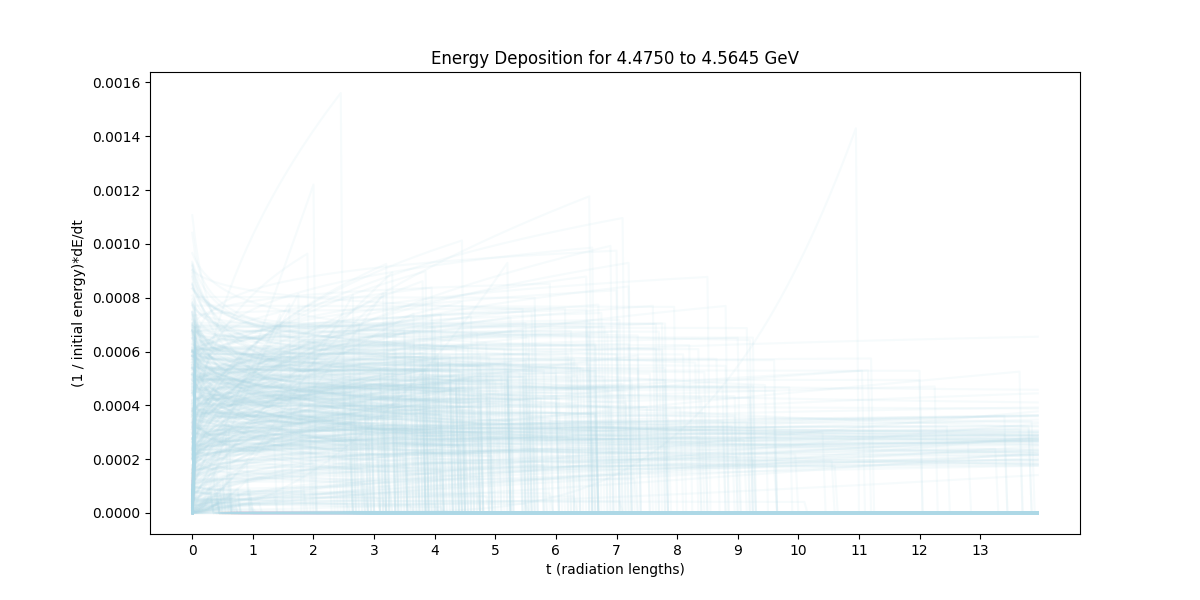 Energy Deposition for 4.4750 to 4.5645 GeV
(1 / initial energy)*dE/dt
0.0016
0.0014
0.0012
0.0010
0.0008
0.0006
0.0004
0.0002
0.0000
0 1 2 3 4 5 6 7 8 9 10 11 12 13
t (radiation lengths)